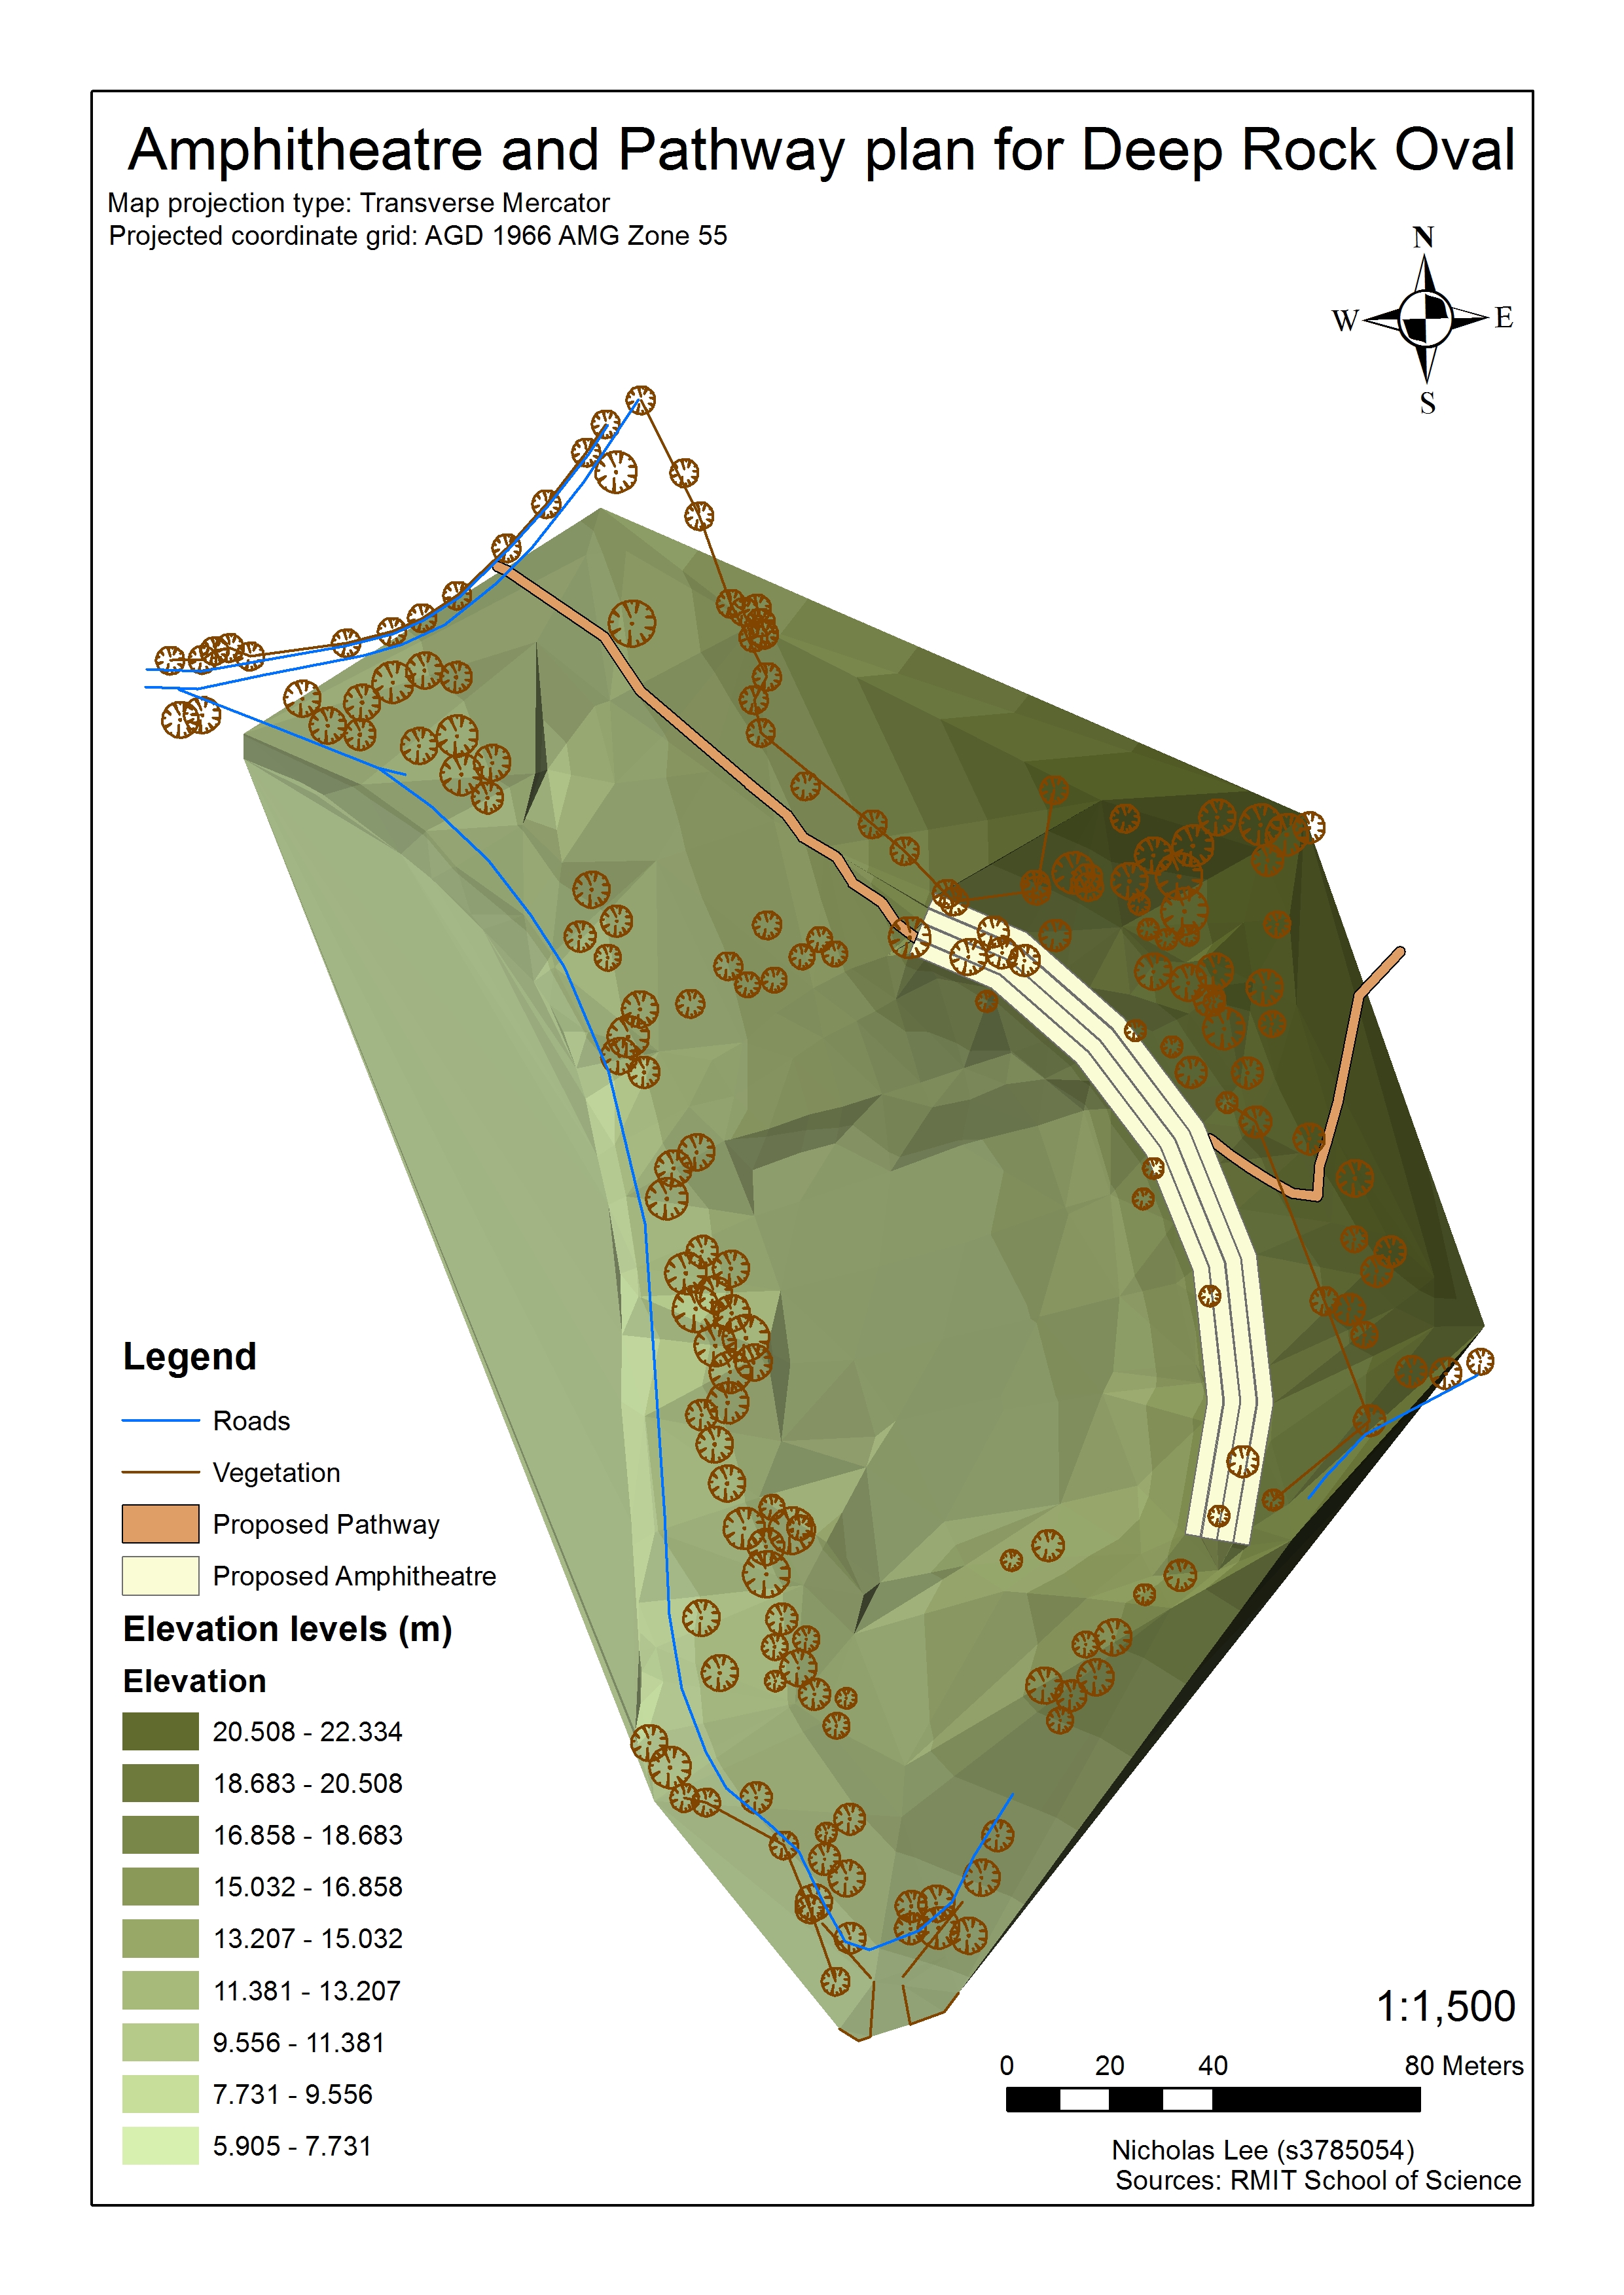 Amphitheatre and Pathway plan for Deep Rock Oval
Map projection type: Transverse Mercator
Projected coordinate grid: AGD 1966 AMG Zone 55
N
W E
S
Legend
Roads
Vegetation
Proposed Pathway
Proposed Amphitheatre
Elevation levels (m)
Elevation
20.508 - 22.334
18.683 - 20.508
16.858 - 18.683
15.032 - 16.858
13.207 - 15.032
11.381 - 13.207
9.556 - 11.381
7.731 - 9.556
5.905 - 7.731
1:1,500
0 20 40 80 Meters
Nicholas Lee (s3785054)
Sources: RMIT School of Science